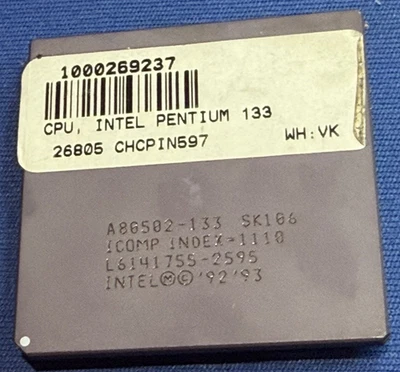 1000269237
CPU, INTEL PENTIUM 133
26805 CHCPIN597 WH:VK
A80502-133 SK106
ICOMP INDEX=1110
L6141755-2595
INTEL Ⓜ © '92 '93